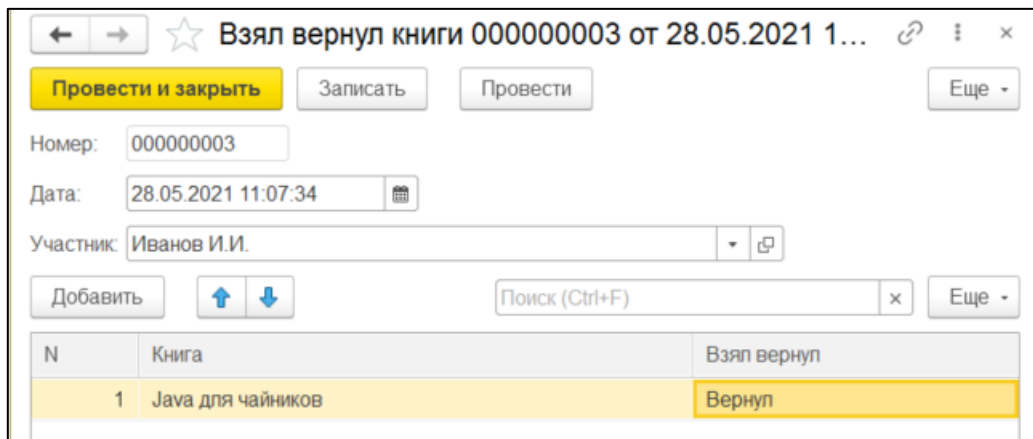 Взял вернул книги 000000003 от 28.05.2021 1...
Провести и закрыть Записать Провести Еще
Номер: 000000003
Дата: 28.05.2021 11:07:34
Участник: Иванов И.И.
Добавить Поиск (Ctrl+F) Еще
N Книга Взял вернул
1 Java для чайников Вернул